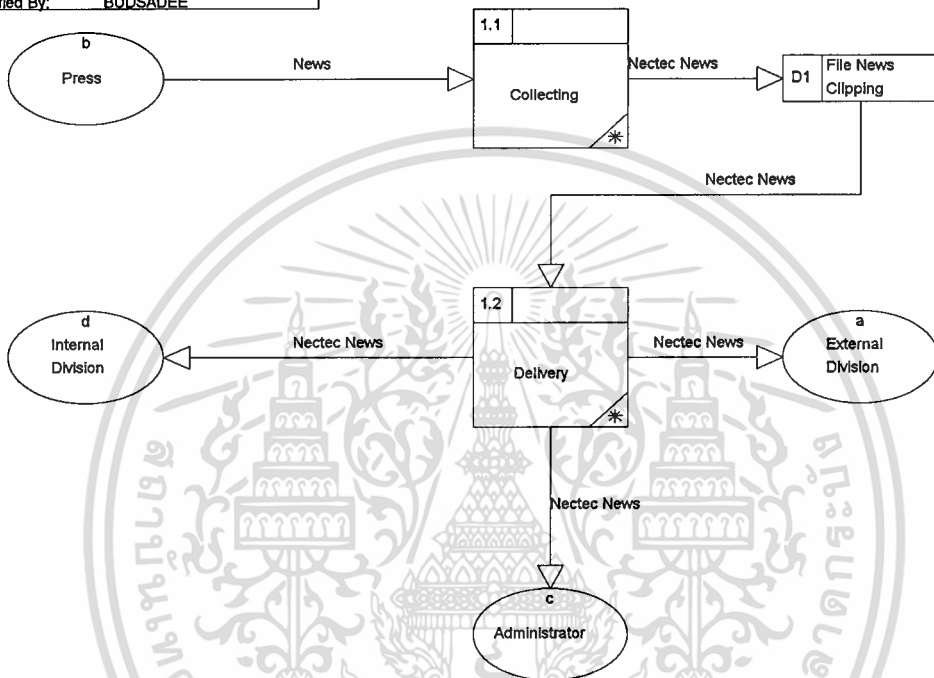 BUDSADEE
b
Press
News
1.1
Collecting
*
Nectec News
D1
File News
Clipping
Nectec News
1.2
Delivery
*
d
Internal
Division
Nectec News
Nectec News
a
External
Division
Nectec News
c
Administrator